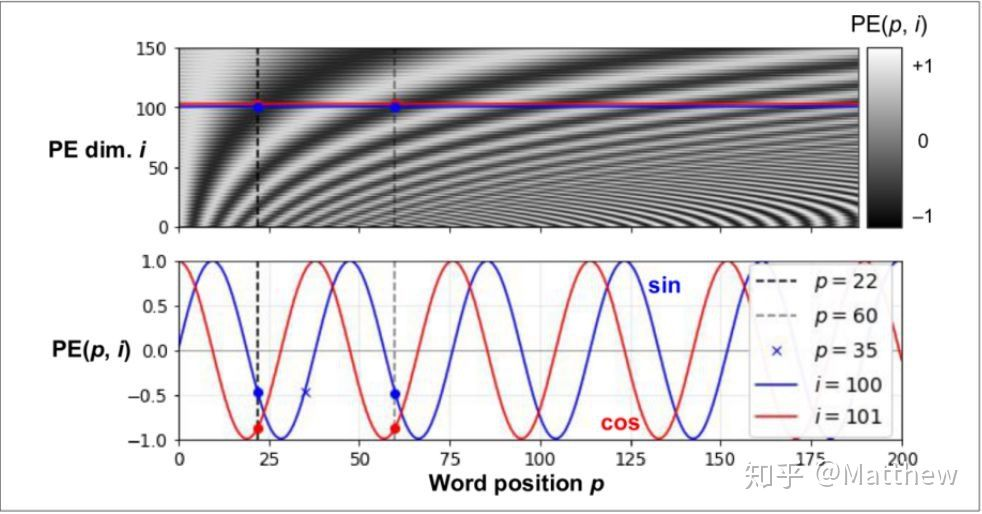 PE(p, i)
150
100
50
0
PE dim. i
+1
0
–1
1.0
0.5
0.0
−0.5
−1.0
PE(p, i)
sin
cos
p = 22
p = 60
p = 35
i = 100
i = 101
0 25 50 75 100 125 150 175 200
Word position p
知乎 @Matthew